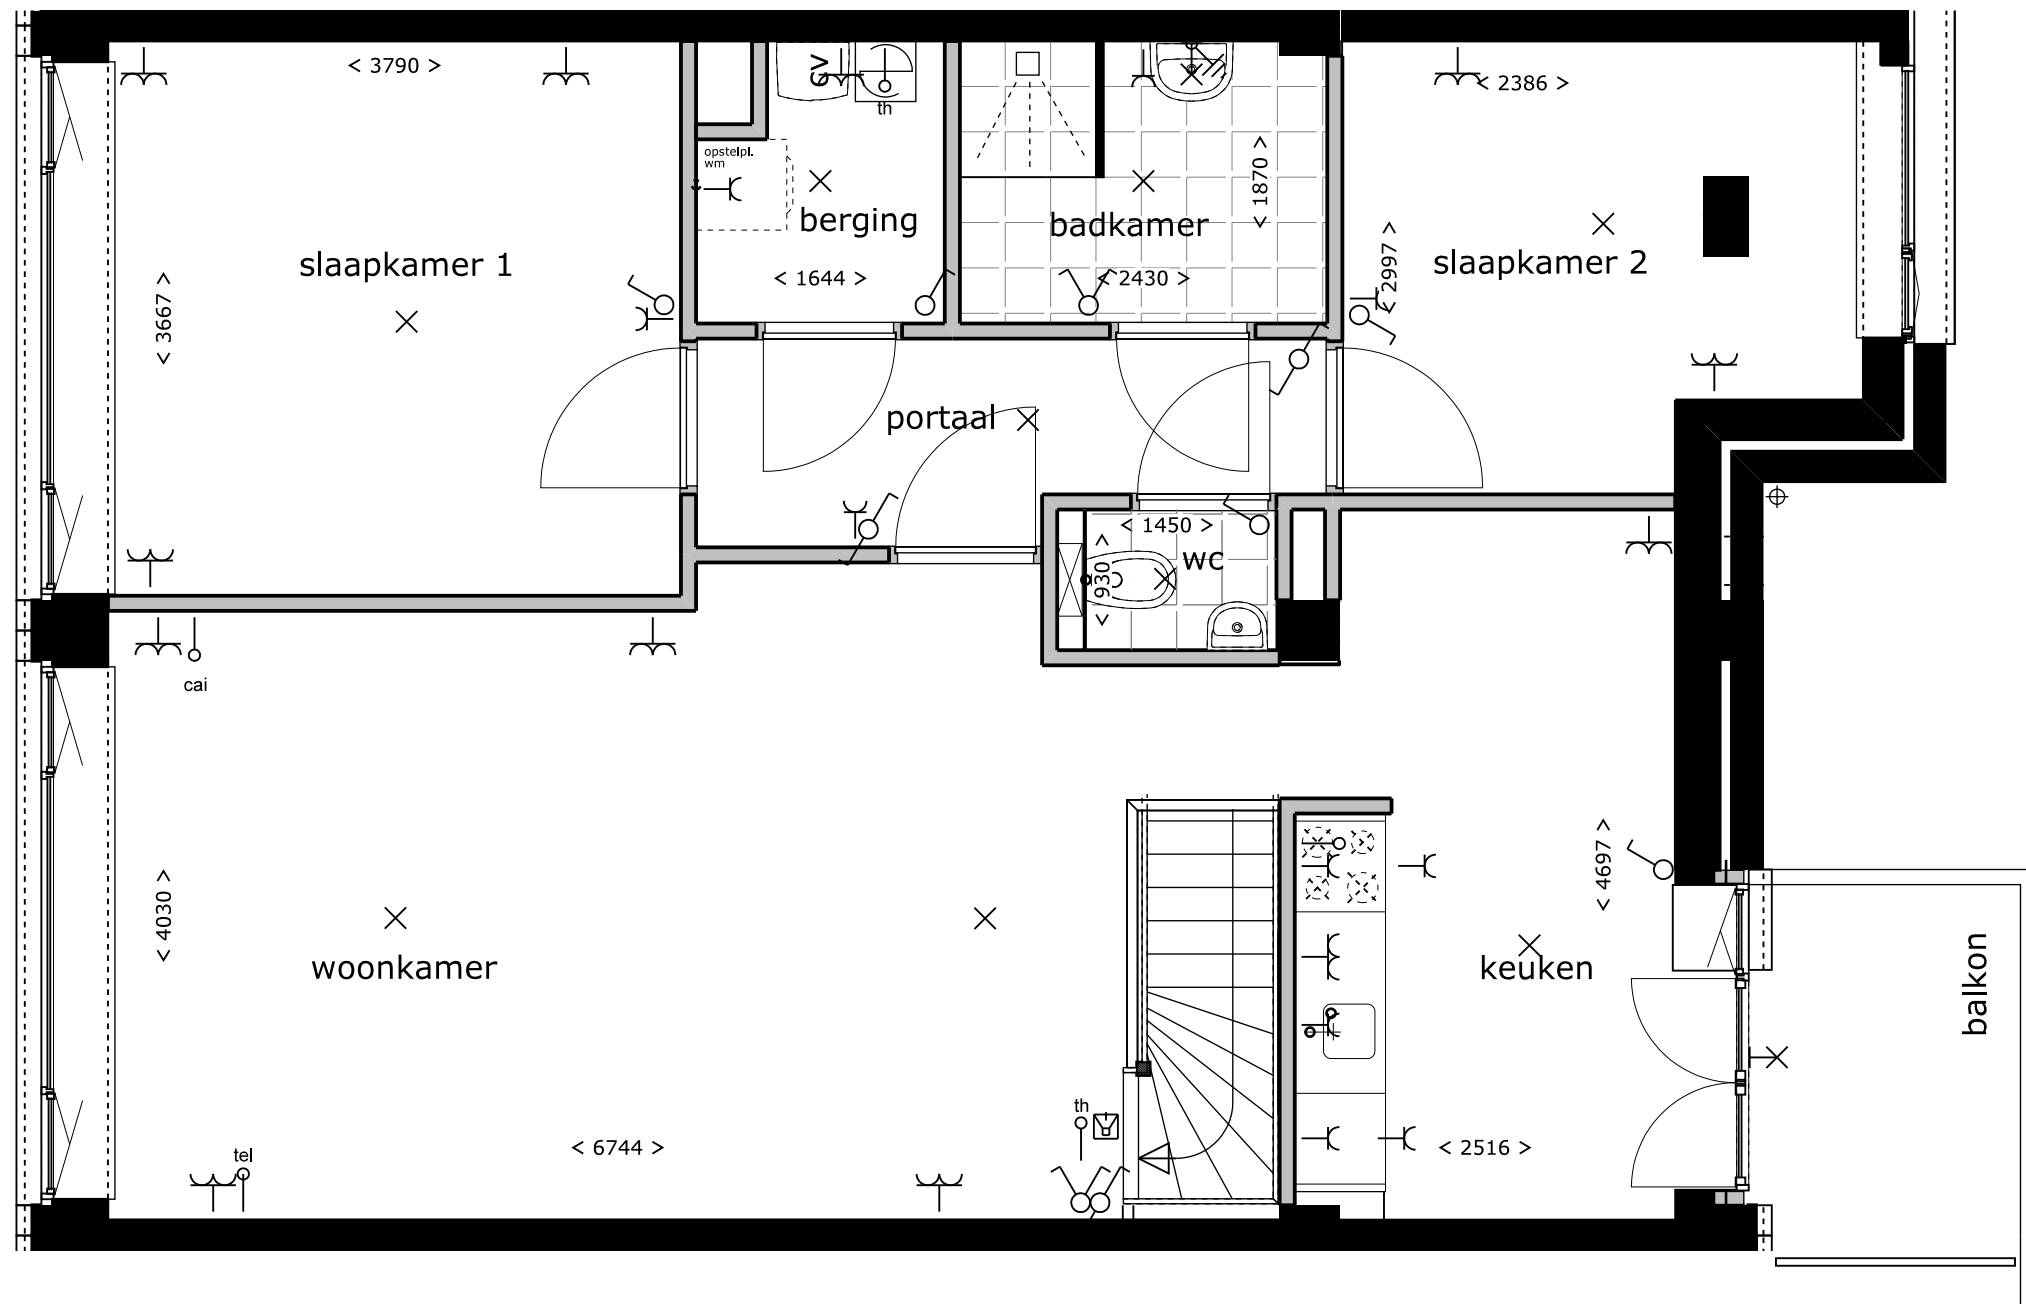 < 3790 >
cv
< 2386 >
th
opstelpl.
wm
< 1870 >
berging
badkamer
slaapkamer 1
slaapkamer 2
< 3667 >
< 1644 >
< 2430 >
< 2997 >
portaal
< 1450 >
wc
< 930 >
cai
< 4697 >
< 4030 >
woonkamer
keuken
balkon
th
tel
< 6744 >
< 2516 >